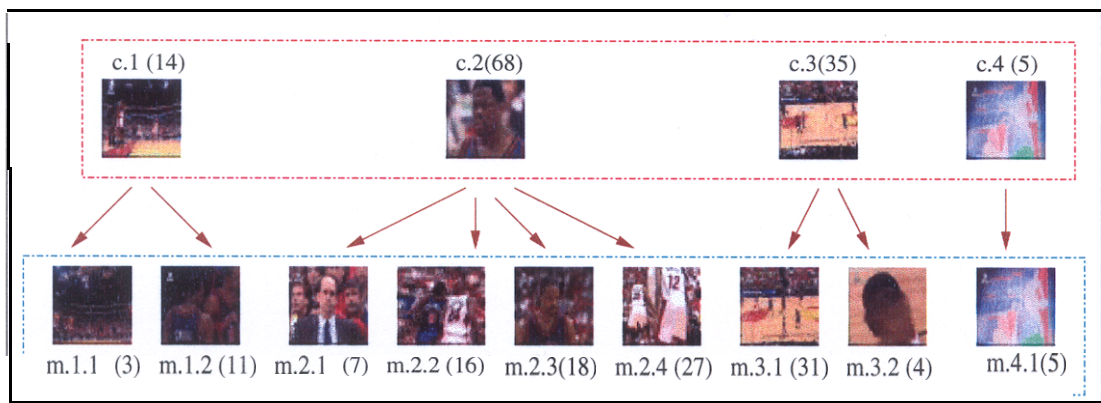 c.1 (14) c.2(68) c.3(35) c.4 (5)
12
m.1.1 (3) m.1.2 (11) m.2.1 (7) m.2.2 (16) m.2.3(18) m.2.4 (27) m.3.1 (31) m.3.2 (4) m.4.1(5)